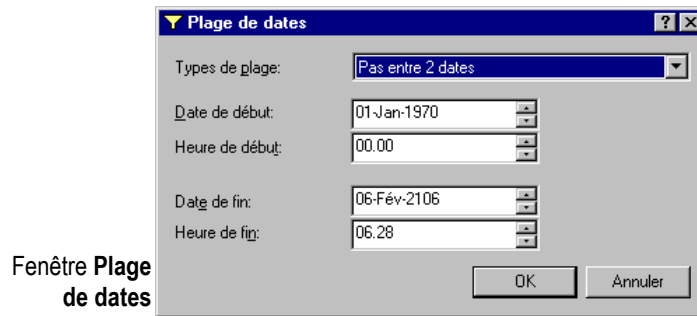 Plage de dates
Types de plage: Pas entre 2 dates
Date de début: 01-Jan-1970
Heure de début: 00.00
Date de fin: 06-Fév-2106
Heure de fin: 06.28
OK Annuler
Fenêtre Plage
de dates